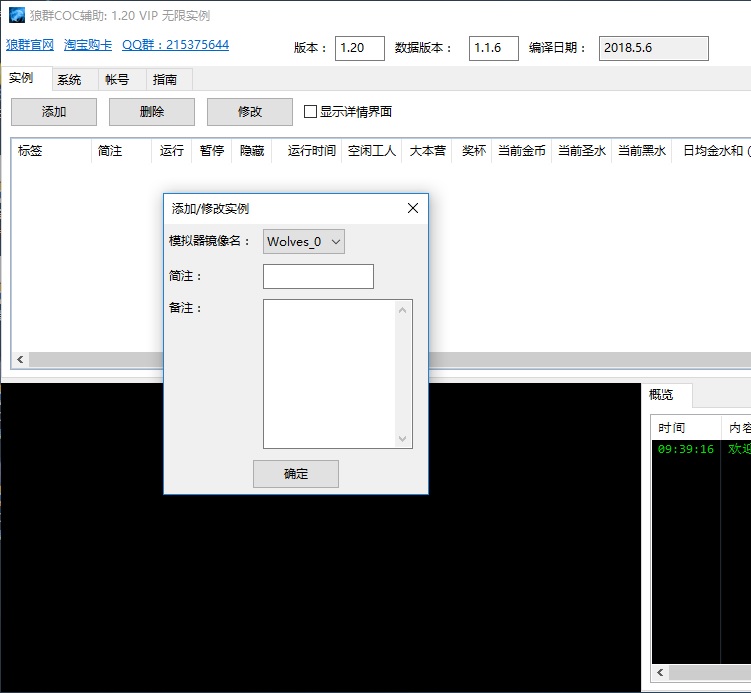 狼群COC辅助: 1.20 VIP 无限实例
狼群官网 淘宝购卡 QQ群：215375644 版本： 1.20 数据版本： 1.1.6 编译日期： 2018.5.6
实例 系统 帐号 指南
添加 删除 修改 显示详情界面
标签 简注 运行 暂停 隐藏 运行时间 空闲工人 大本营 奖杯 当前金币 当前圣水 当前黑水 日均金水和 (
添加/修改实例
模拟器镜像名： Wolves_0
简注：
备注：
确定
概览
时间 内容
09:39:16 欢迎